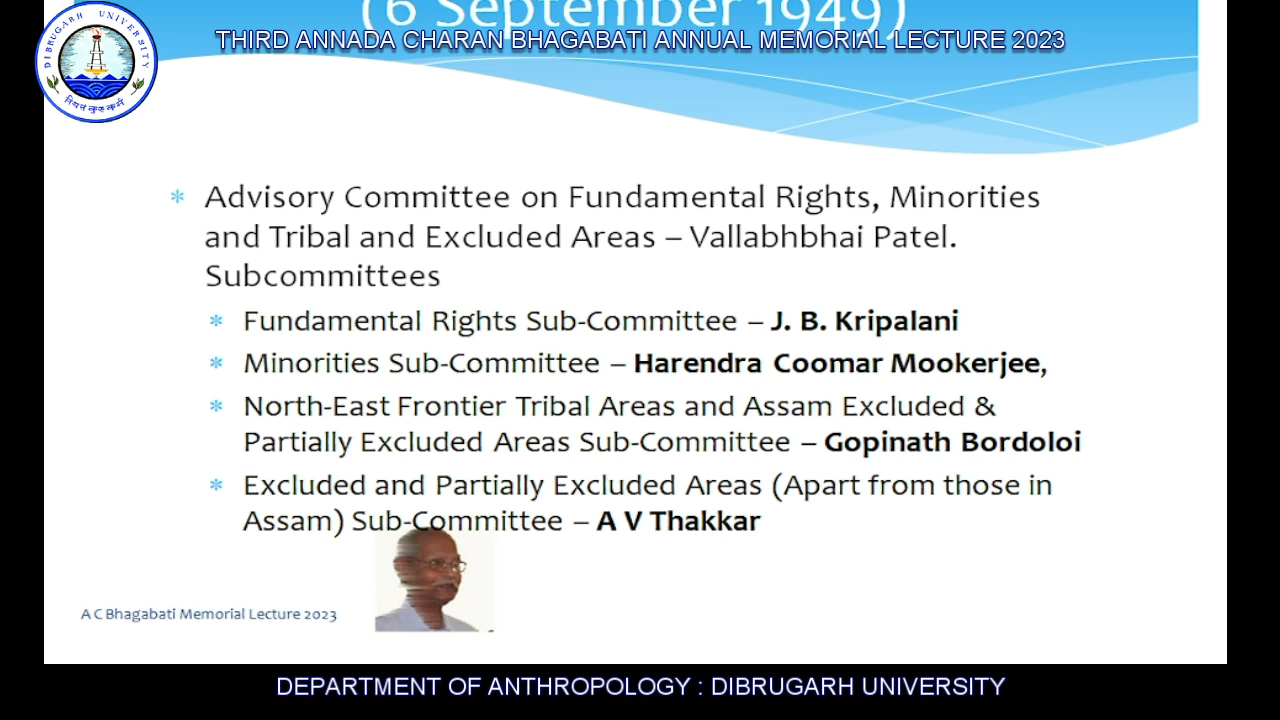 (6 September 1949)
THIRD ANNADA CHARAN BHAGABATI ANNUAL MEMORIAL LECTURE 2023
DIBRUGARH UNIVERSITY
* Advisory Committee on Fundamental Rights, Minorities
and Tribal and Excluded Areas – Vallabhbhai Patel.
Subcommittees
* Fundamental Rights Sub-Committee – J. B. Kripalani
* Minorities Sub-Committee – Harendra Coomar Mookerjee,
* North-East Frontier Tribal Areas and Assam Excluded &
Partially Excluded Areas Sub-Committee – Gopinath Bordoloi
* Excluded and Partially Excluded Areas (Apart from those in
Assam) Sub-Committee – A V Thakkar
A C Bhagabati Memorial Lecture 2023
DEPARTMENT OF ANTHROPOLOGY : DIBRUGARH UNIVERSITY